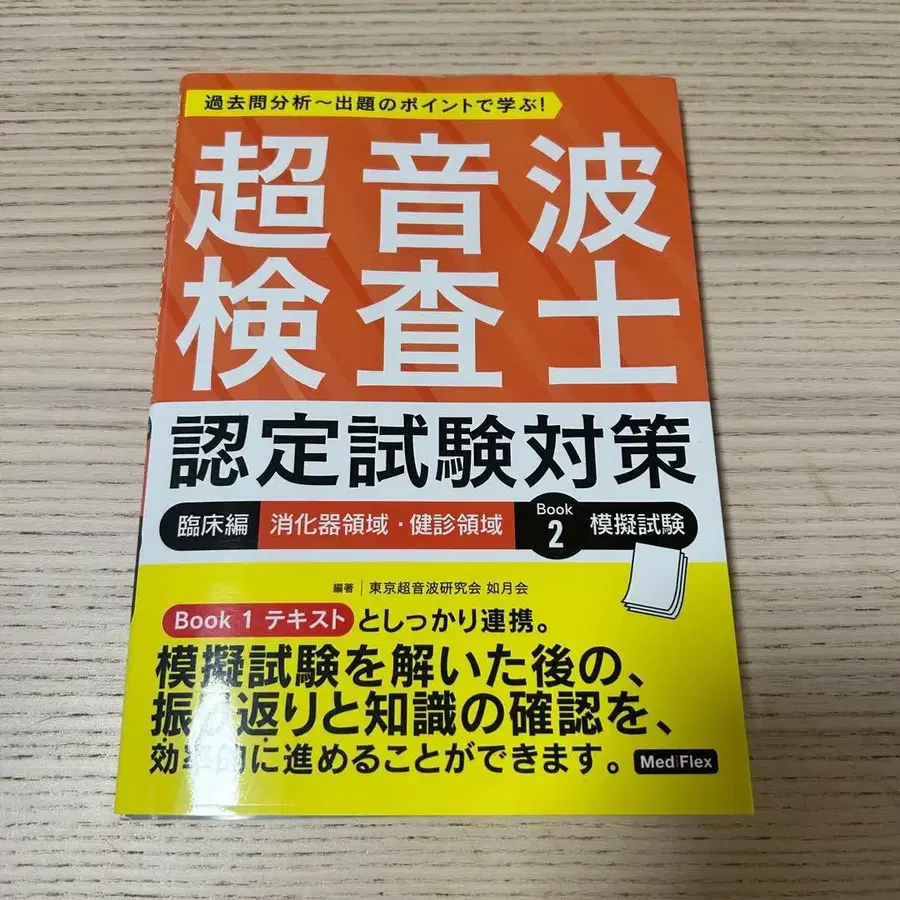 過去問分析～出題のポイントで学ぶ!
超音波
検査士
認定試験対策
臨床編 消化器領域・健診領域 Book 2 模擬試験
編著 | 東京超音波研究会 如月会
Book 1 テキスト としっかり連携。
模擬試験を解いた後の、
振り返りと知識の確認を、
効率的に進めることができます。
MediFlex